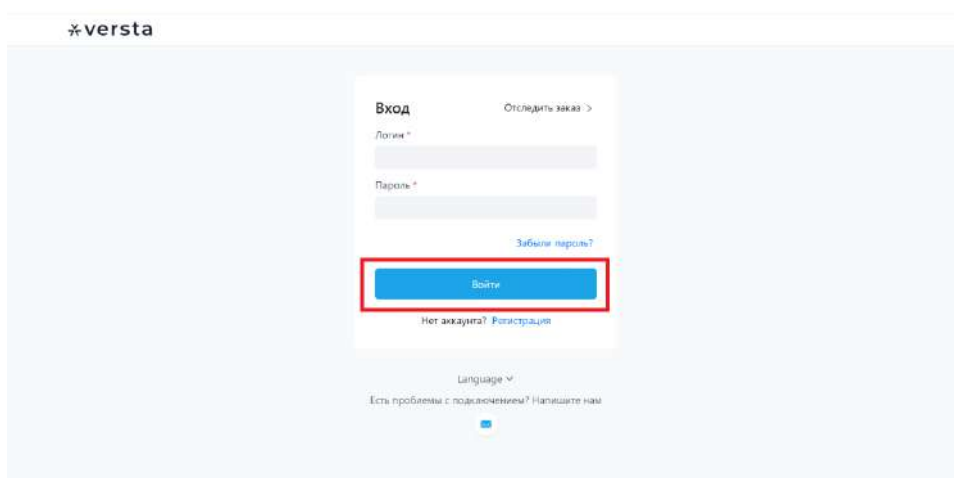 versta
Вход
Отследить заказ >
Логин *
Пароль *
Забыли пароль?
Войти
Нет аккаунта? Регистрация
Language
Есть проблемы с подключением? Напишите нам